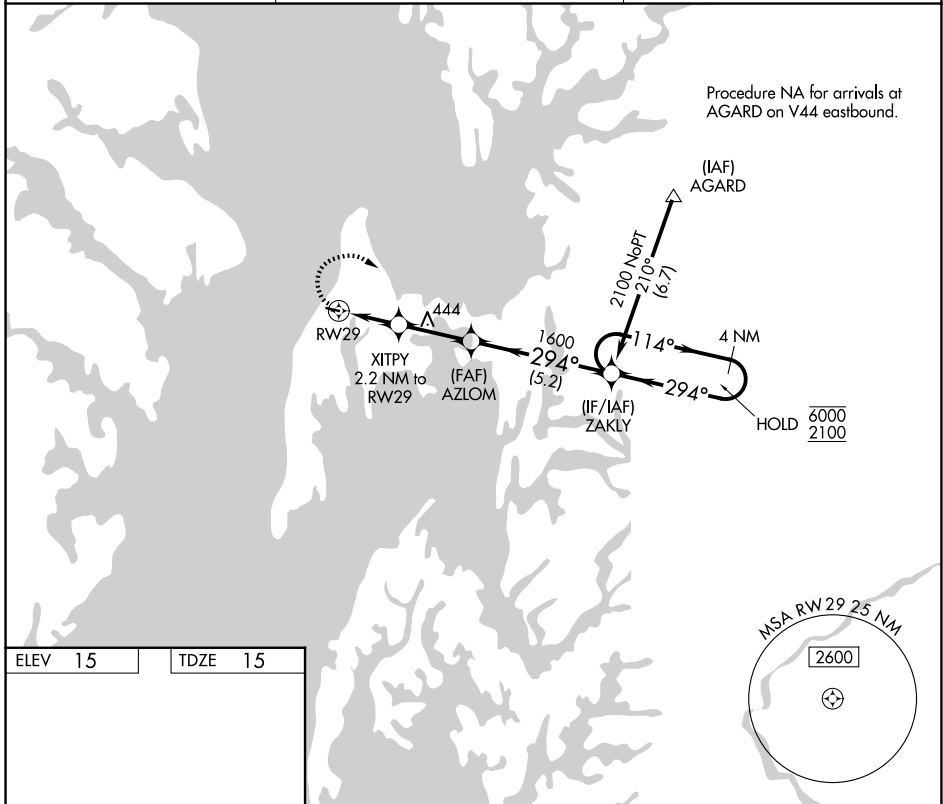 Procedure NA for arrivals at
AGARD on V44 eastbound.
(IAF)
AGARD
2100 NoPT
210°
(6.7)
444
RW29
XITPY
2.2 NM to
RW29
(FAF)
AZLOM
1600
294°
(5.2)
114°
4 NM
294°
(IF/IAF)
ZAKLY
HOLD
6000
2100
MSA RW29 25 NM
2600
ELEV 15
TDZE 15